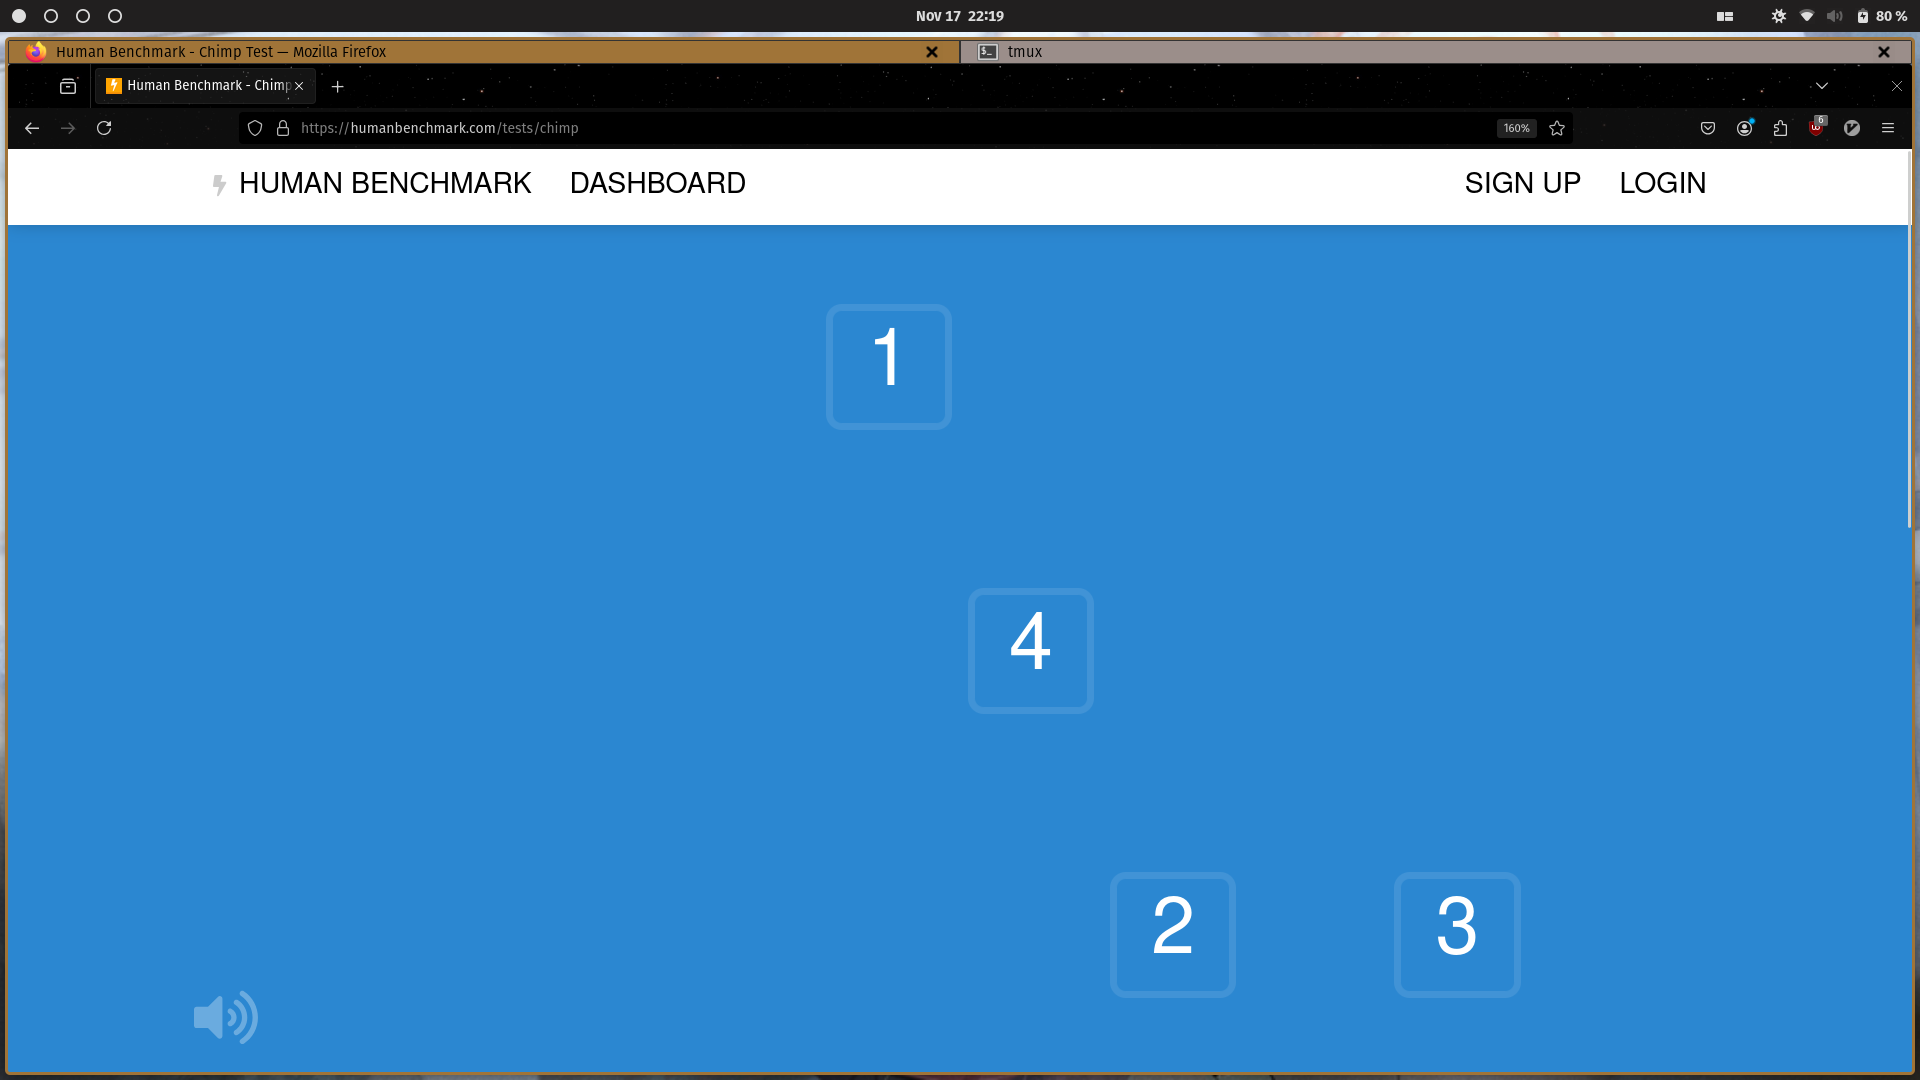 Nov 17 22:19
80 %
Human Benchmark - Chimp Test — Mozilla Firefox
tmux
Human Benchmark - Chimp
https://humanbenchmark.com/tests/chimp
160%
6
HUMAN BENCHMARK
DASHBOARD
SIGN UP
LOGIN
1
4
2
3